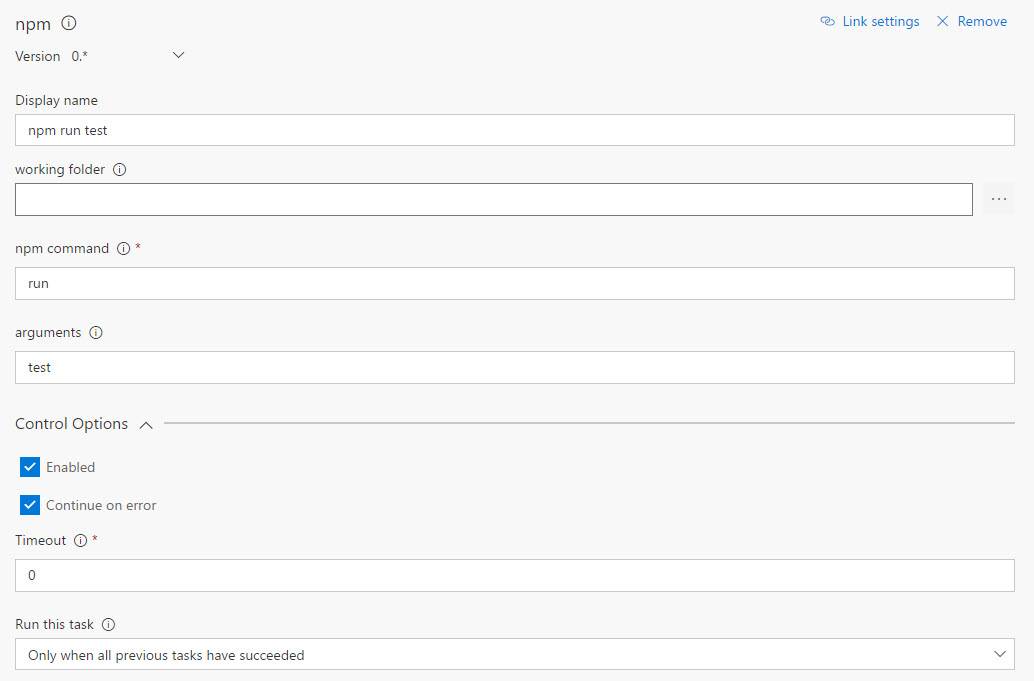 npm Link settings Remove
Version 0.*
Display name
npm run test
working folder
...
npm command *
run
arguments
test
Control Options
Enabled
Continue on error
Timeout *
0
Run this task
Only when all previous tasks have succeeded